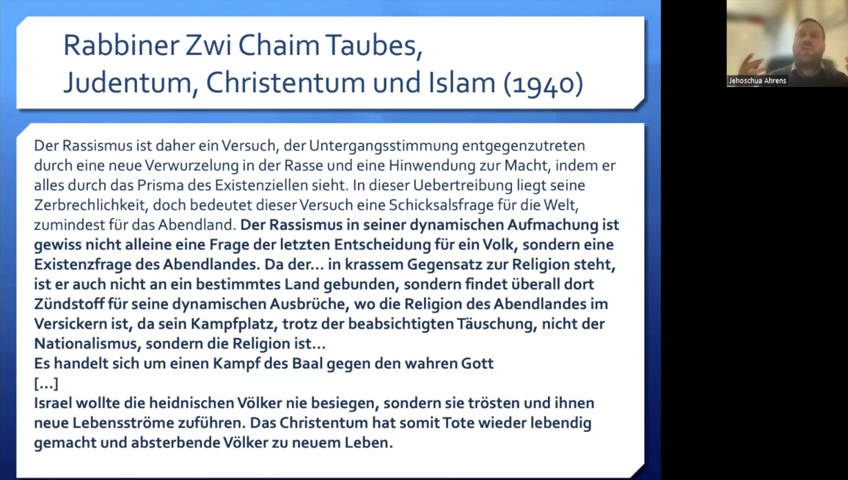 Rabbiner Zwi Chaim Taubes,
Judentum, Christentum und Islam (1940)
Der Rassismus ist daher ein Versuch, der Untergangsstimmung entgegenzutreten
durch eine neue Verwurzelung in der Rasse und eine Hinwendung zur Macht, indem er
alles durch das Prisma des Existenziellen sieht. In dieser Uebertreibung liegt seine
Zerbrechlichkeit, doch bedeutet dieser Versuch eine Schicksalsfrage für die Welt,
zumindest für das Abendland. Der Rassismus in seiner dynamischen Aufmachung ist
gewiss nicht alleine eine Frage der letzten Entscheidung für ein Volk, sondern eine
Existenzfrage des Abendlandes. Da der... in krassem Gegensatz zur Religion steht,
ist er auch nicht an ein bestimmtes Land gebunden, sondern findet überall dort
Zündstoff für seine dynamischen Ausbrüche, wo die Religion des Abendlandes im
Versickern ist, da sein Kampfplatz, trotz der beabsichtigten Täuschung, nicht der
Nationalismus, sondern die Religion ist...
Es handelt sich um einen Kampf des Baal gegen den wahren Gott
[...]
Israel wollte die heidnischen Völker nie besiegen, sondern sie trösten und ihnen
neue Lebensströme zuführen. Das Christentum hat somit Tote wieder lebendig
gemacht und absterbende Völker zu neuem Leben.
Jehoschua Ahrens